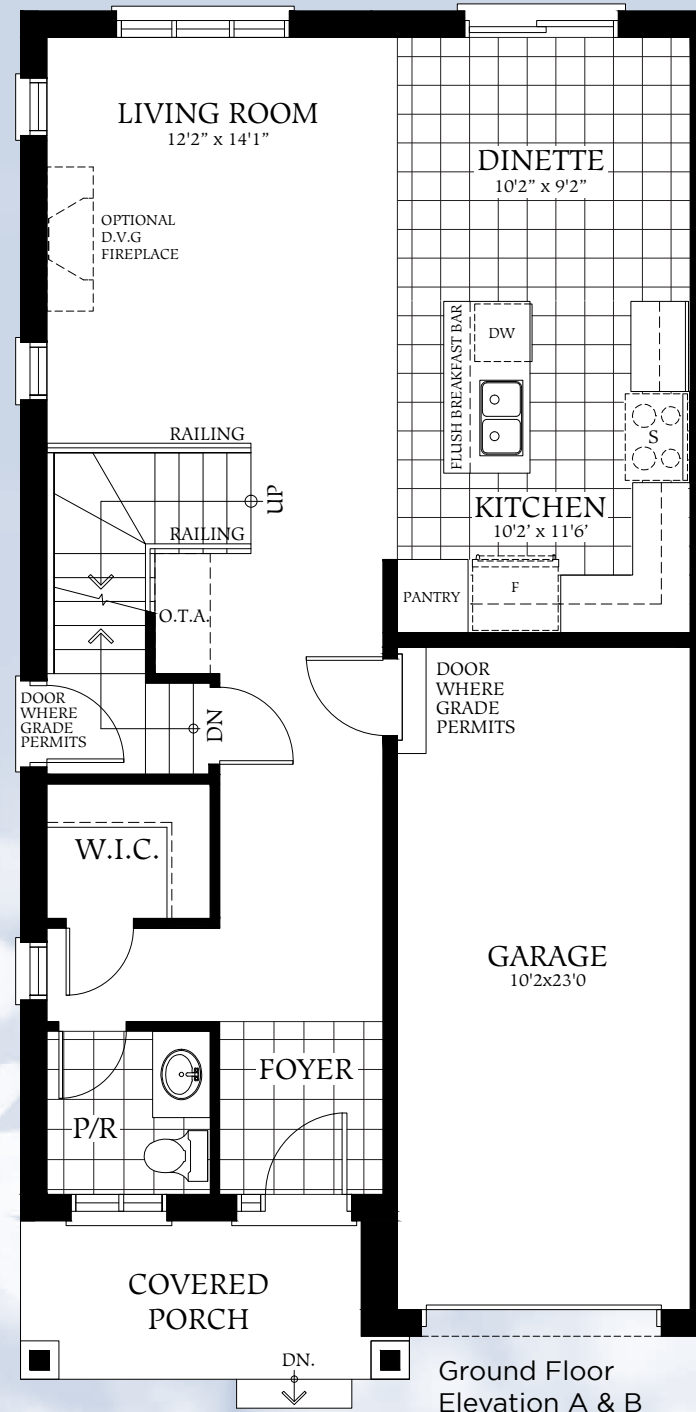 LIVING ROOM
12'2" x 14'1"
DINETTE
10'2" x 9'2"
OPTIONAL
D.V.G
FIREPLACE
FLUSH BREAKFAST BAR
DW
S
RAILING
UP
KITCHEN
10'2' x 11'6'
RAILING
PANTRY
F
O.T.A.
DOOR
WHERE
GRADE
PERMITS
DN
DOOR
WHERE
GRADE
PERMITS
W.I.C.
GARAGE
10'2x23'0
FOYER
P/R
COVERED
PORCH
DN.
Ground Floor
Elevation A & B